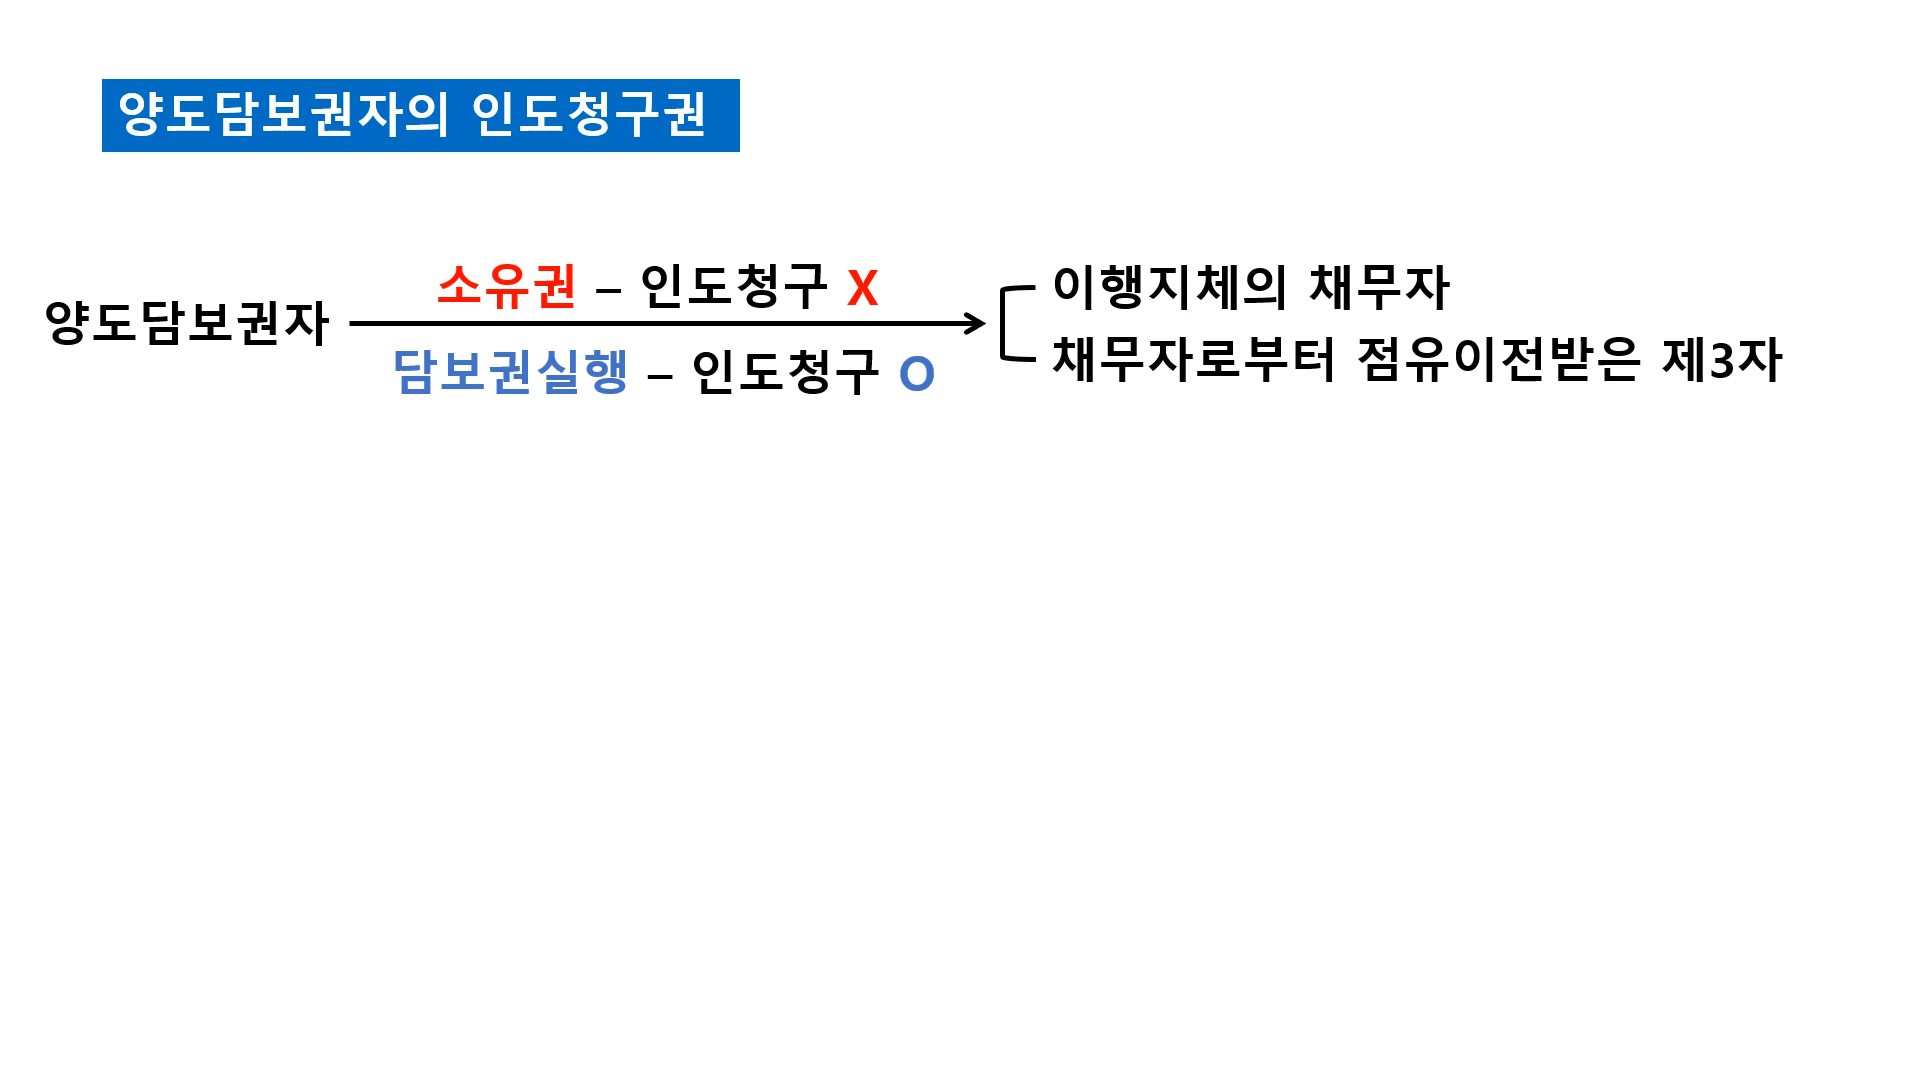 양도담보권자의 인도청구권
양도담보권자
소유권 – 인도청구 X
담보권실행 – 인도청구 O
이행지체의 채무자
채무자로부터 점유이전받은 제3자